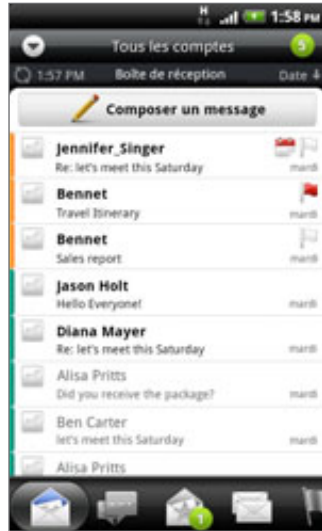 H
1:58 PM
Tous les comptes
5
1:57 PM Boîte de réception Date
Composer un message
Jennifer_Singer
Re: let's meet this Saturday mardi
Bennet
Travel Itinerary mardi
Bennet
Sales report mardi
Jason Holt
Hello Everyone! mardi
Diana Mayer
Re: let's meet this Saturday mardi
Alisa Pritts
Did you receive the package? mardi
Ben Carter
let's meet this Saturday mardi
Alisa Pritts
1